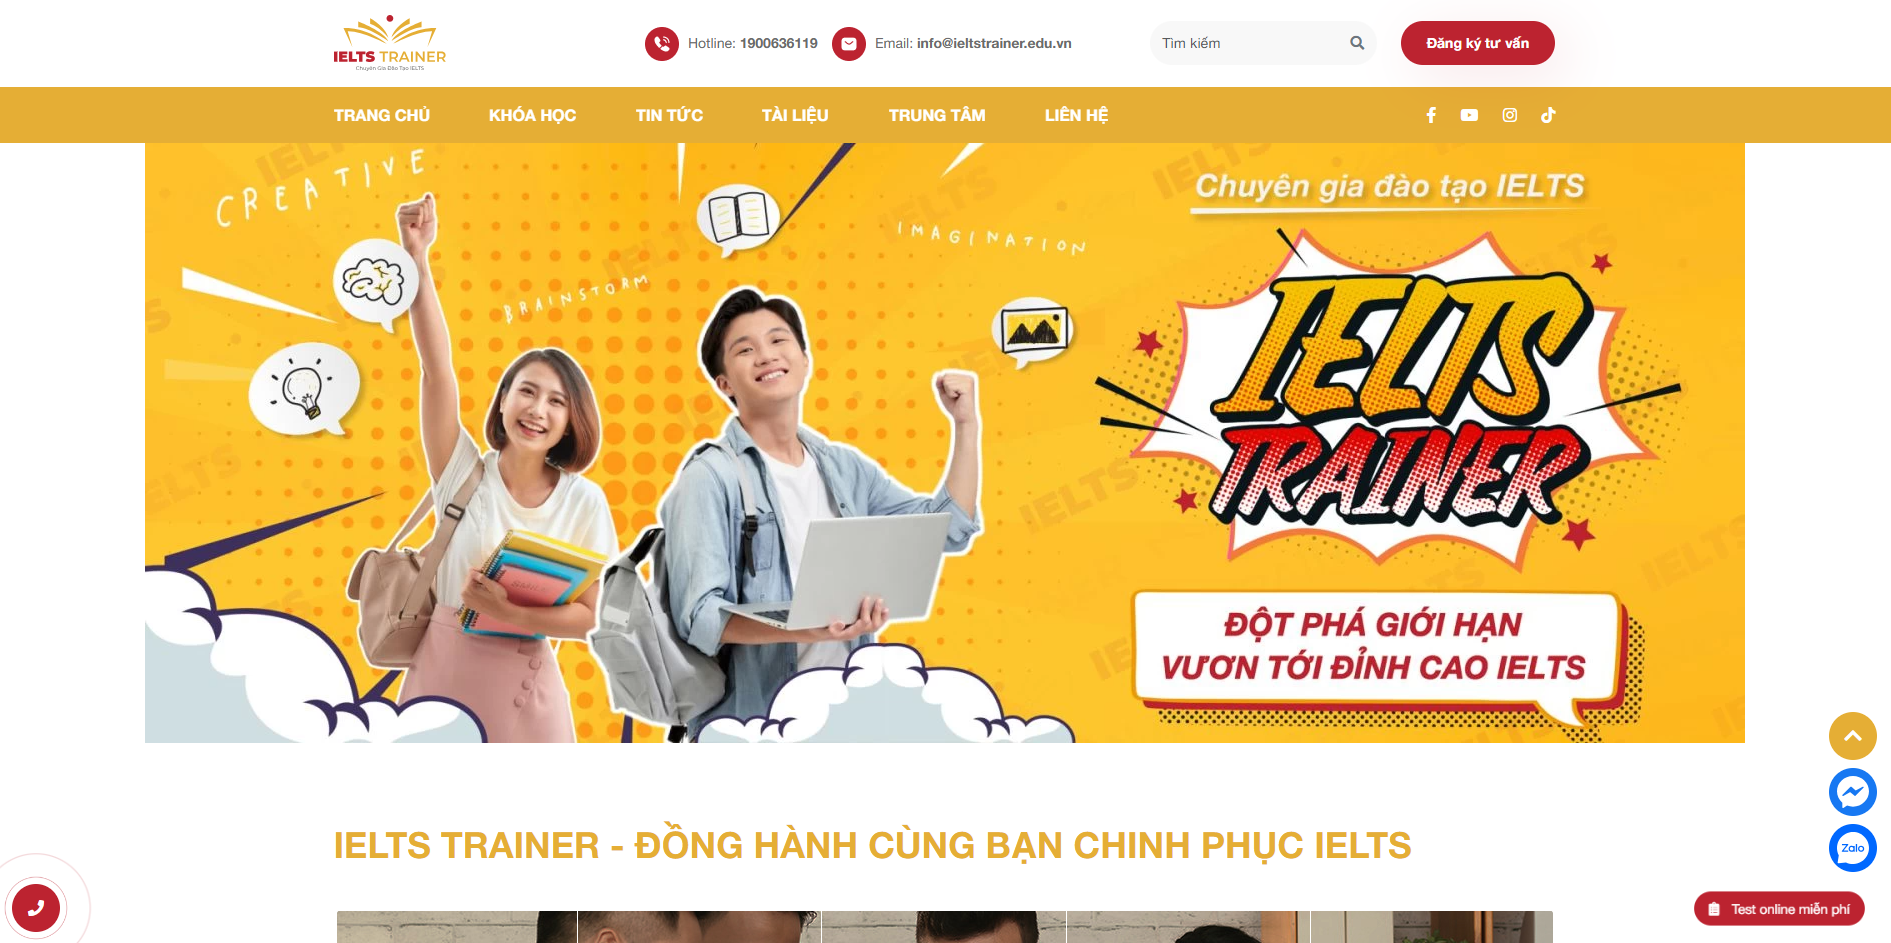 IELTS TRAINER
Chuyên Gia Đào Tạo IELTS
Hotline: 1900636119
Email: info@ieltstrainer.edu.vn
Tìm kiếm
Đăng ký tư vấn
TRANG CHỦ
KHÓA HỌC
TIN TỨC
TÀI LIỆU
TRUNG TÂM
LIÊN HỆ
CREATIVE
BRAINSTORM
IMAGINATION
Chuyên gia đào tạo IELTS
IELTS
TRAINER
ĐỘT PHÁ GIỚI HẠN
VƯƠN TỚI ĐỈNH CAO IELTS
IELTS TRAINER - ĐỒNG HÀNH CÙNG BẠN CHINH PHỤC IELTS
Zalo
Test online miễn phí